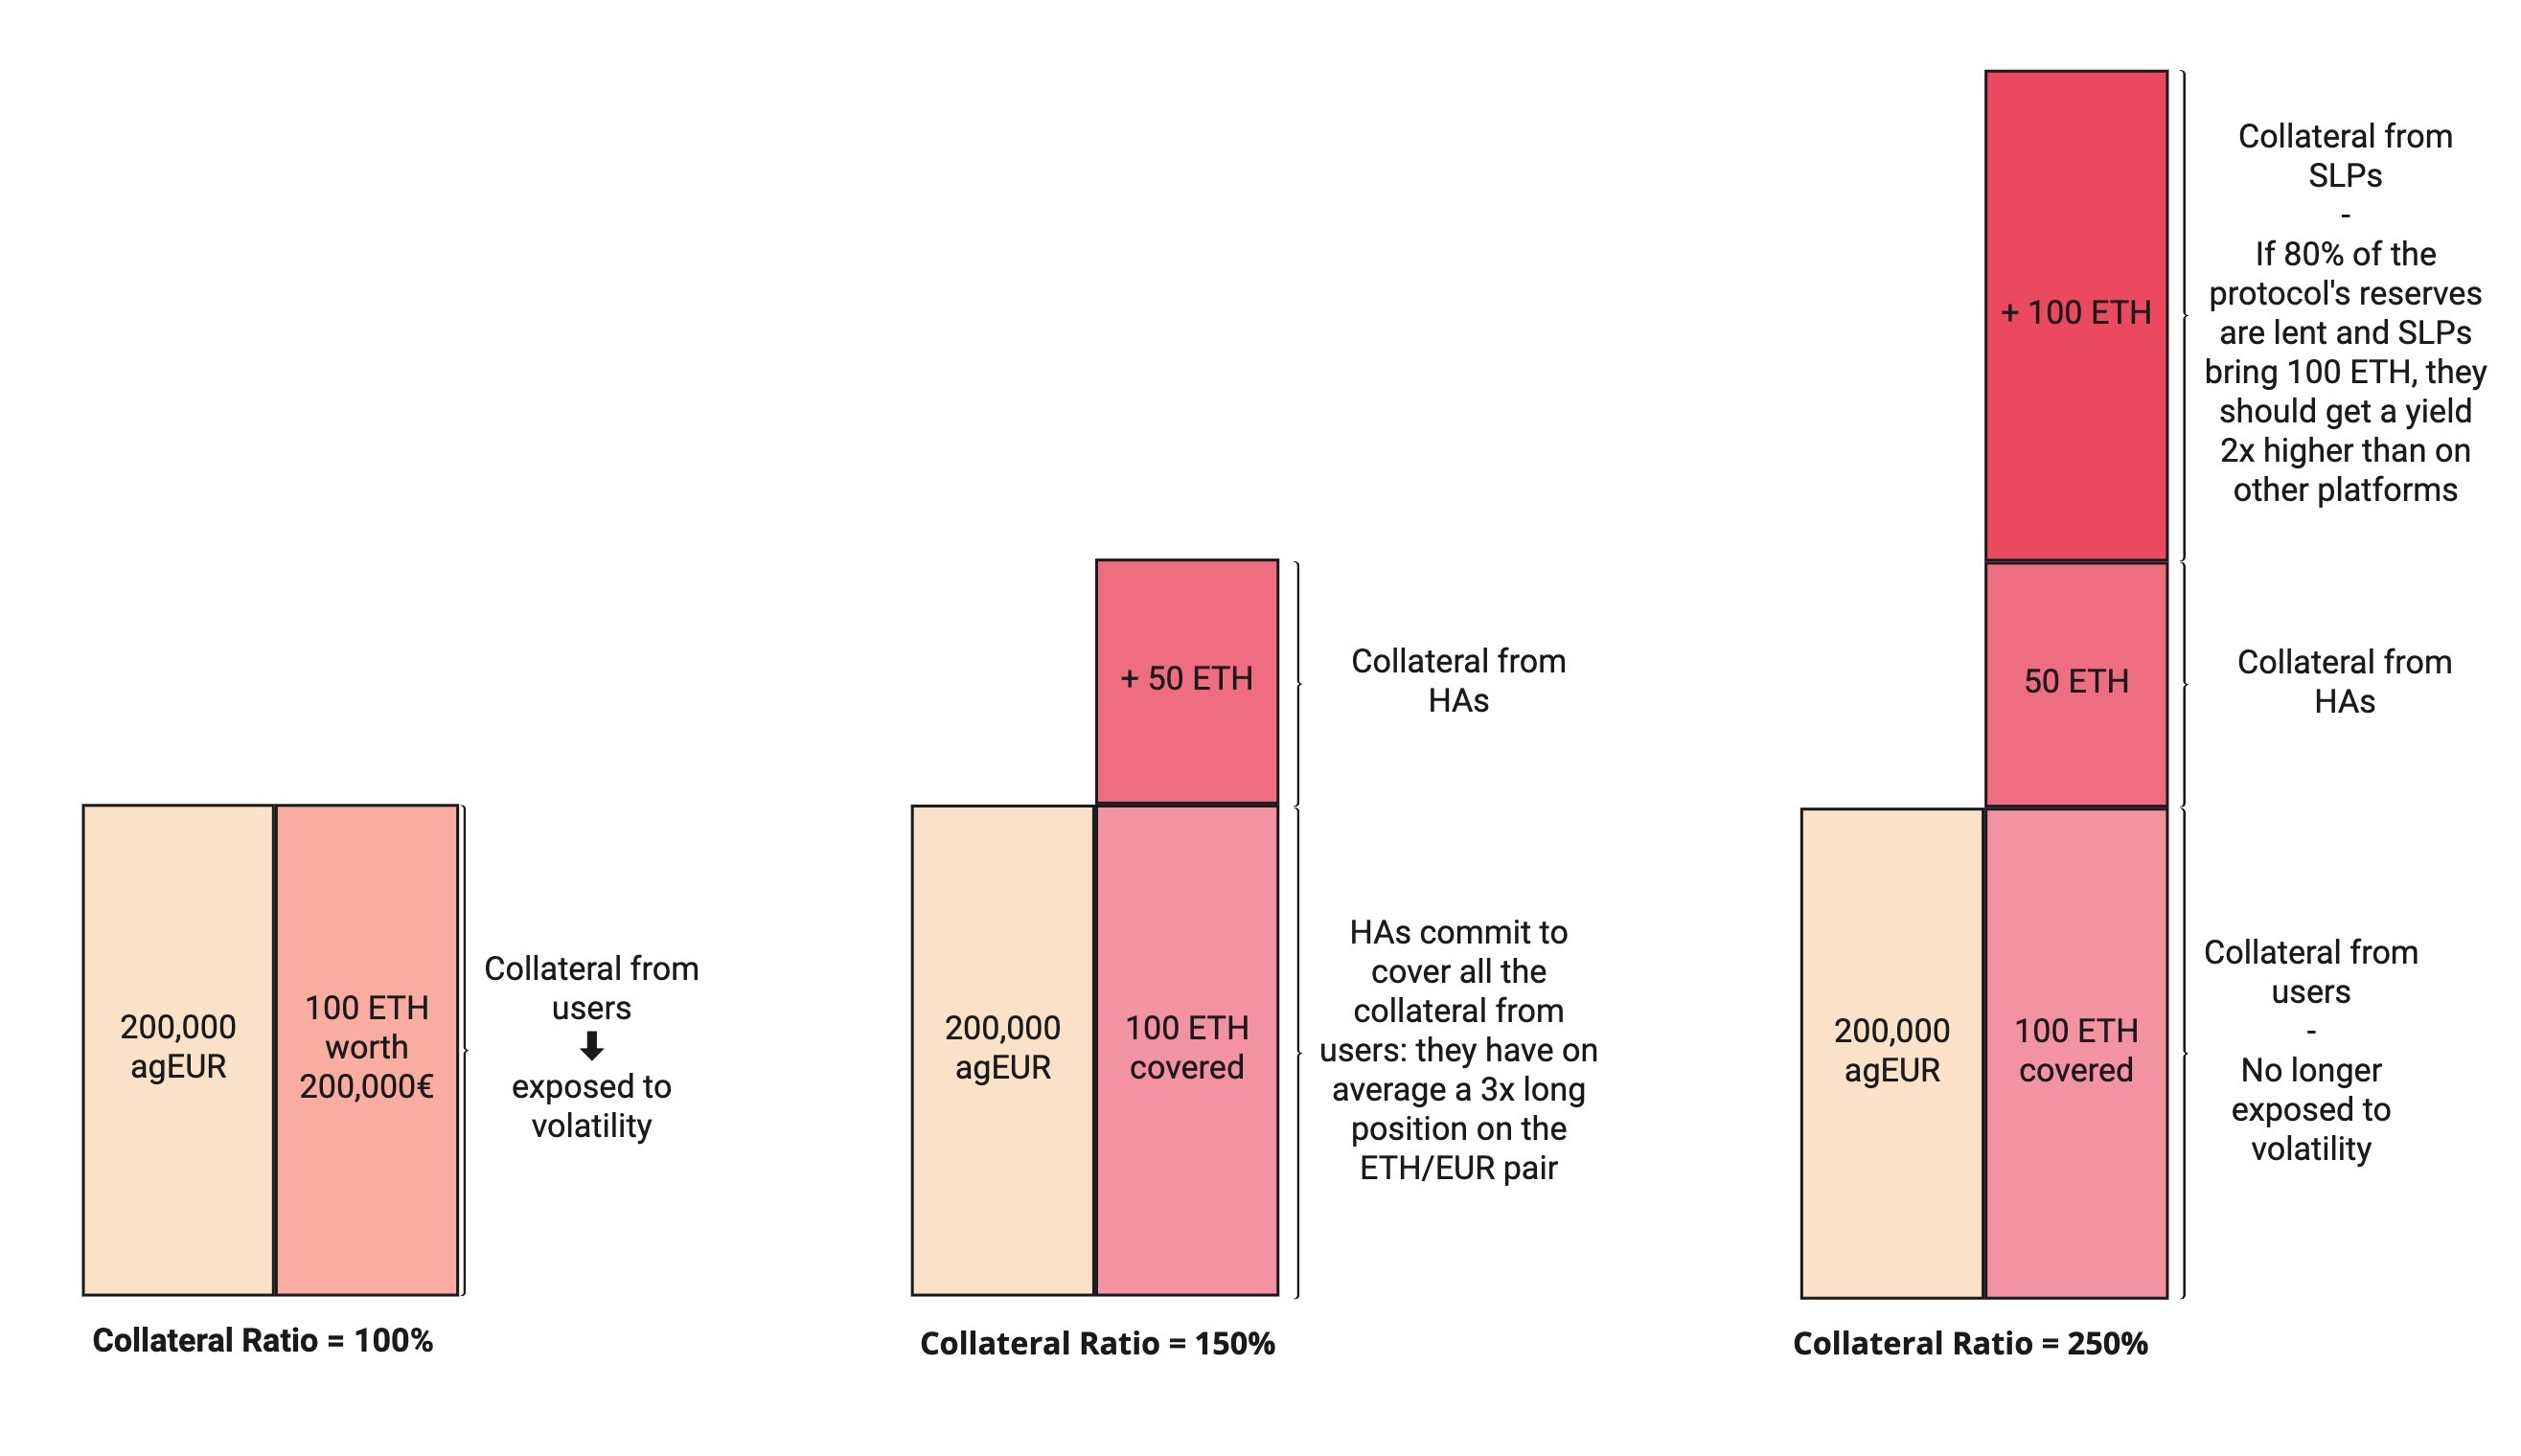 200,000
agEUR
100 ETH
worth
200,000€
Collateral from
users
⬇
exposed to
volatility
Collateral Ratio = 100%
+ 50 ETH
Collateral from
HAs
200,000
agEUR
100 ETH
covered
HAs commit to
cover all the
collateral from
users: they have on
average a 3x long
position on the
ETH/EUR pair
Collateral Ratio = 150%
+ 100 ETH
Collateral from
SLPs
-
If 80% of the
protocol's reserves
are lent and SLPs
bring 100 ETH, they
should get a yield
2x higher than on
other platforms
50 ETH
Collateral from
HAs
200,000
agEUR
100 ETH
covered
Collateral from
users
-
No longer
exposed to
volatility
Collateral Ratio = 250%